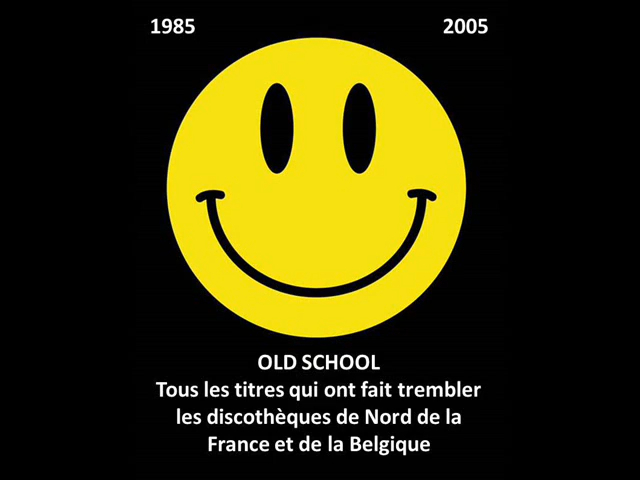 1985 2005
OLD SCHOOL
Tous les titres qui ont fait trembler
les discothèques de Nord de la
France et de la Belgique